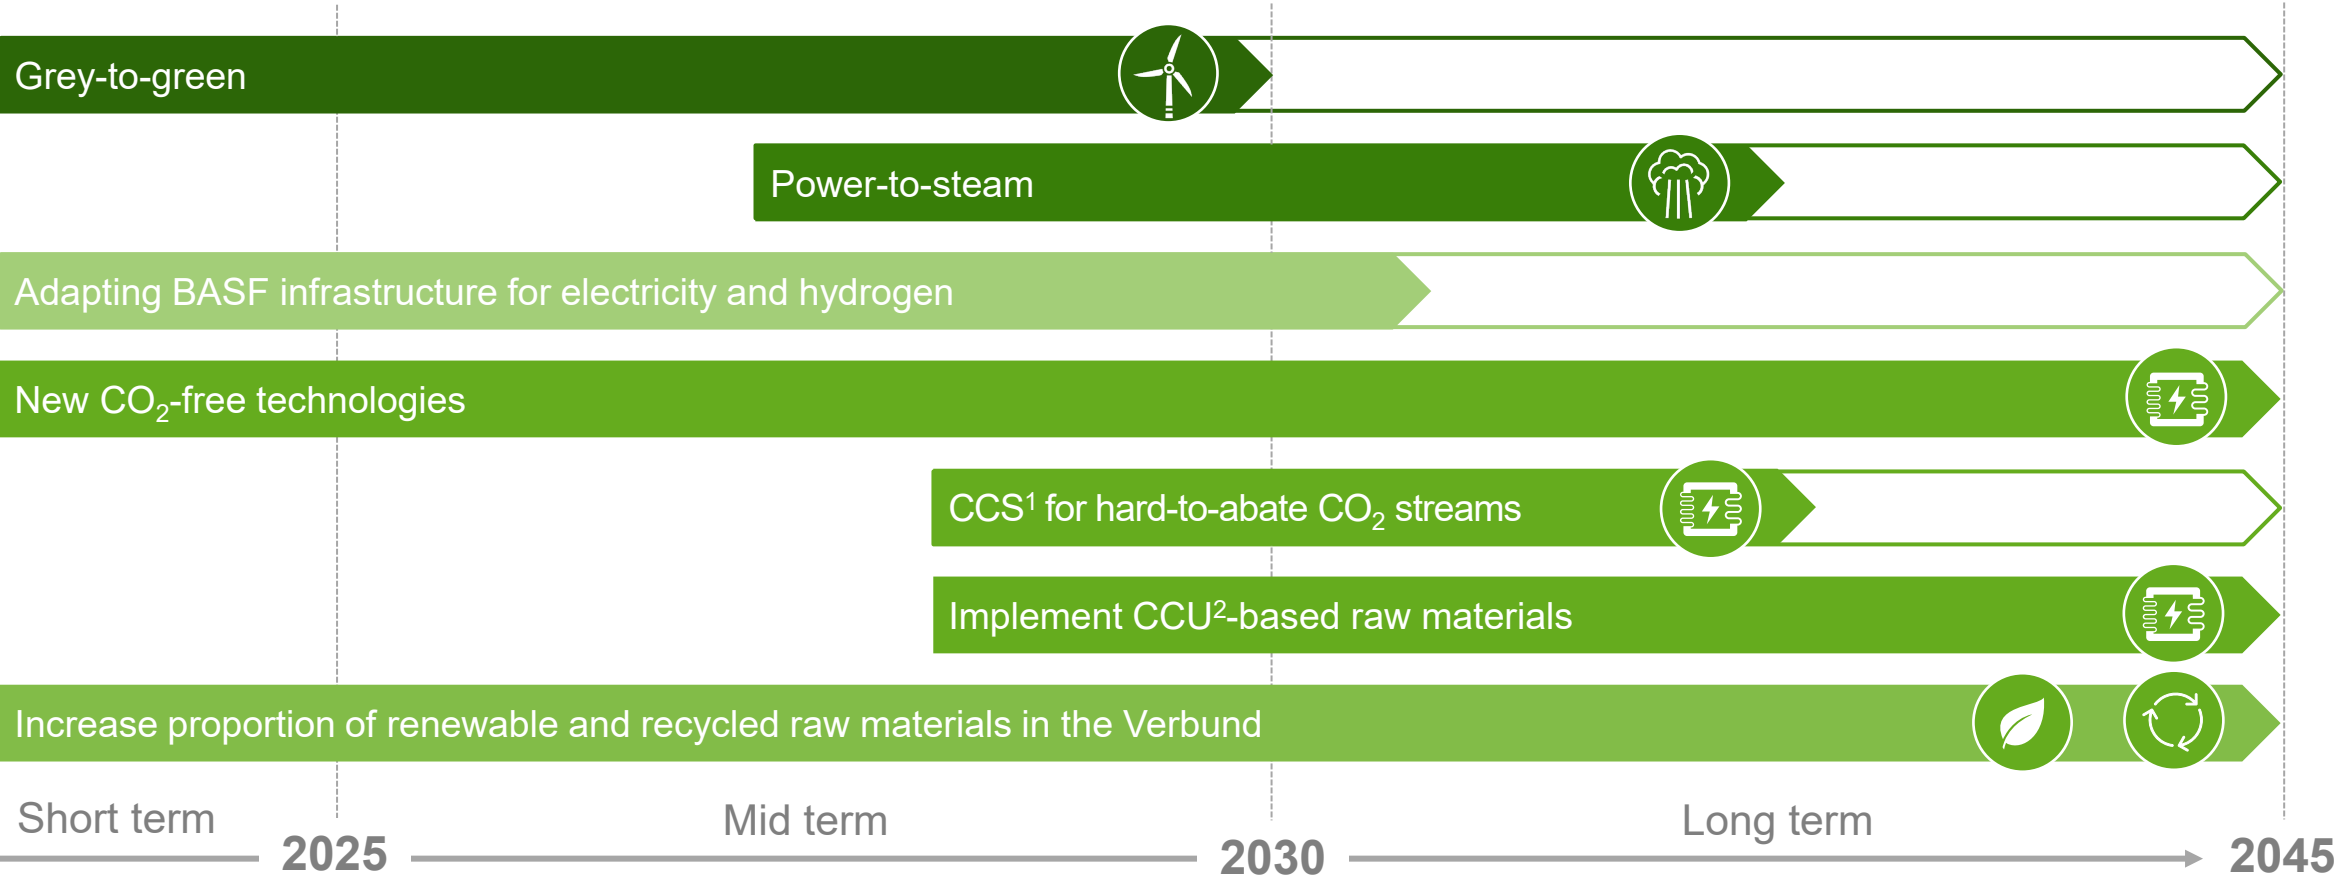 Grey-to-green
Power-to-steam
Adapting BASF infrastructure for electricity and hydrogen
New CO₂-free technologies
CCS¹ for hard-to-abate CO₂ streams
Implement CCU²-based raw materials
Increase proportion of renewable and recycled raw materials in the Verbund
Short term
Mid term
Long term
2025
2030
2045